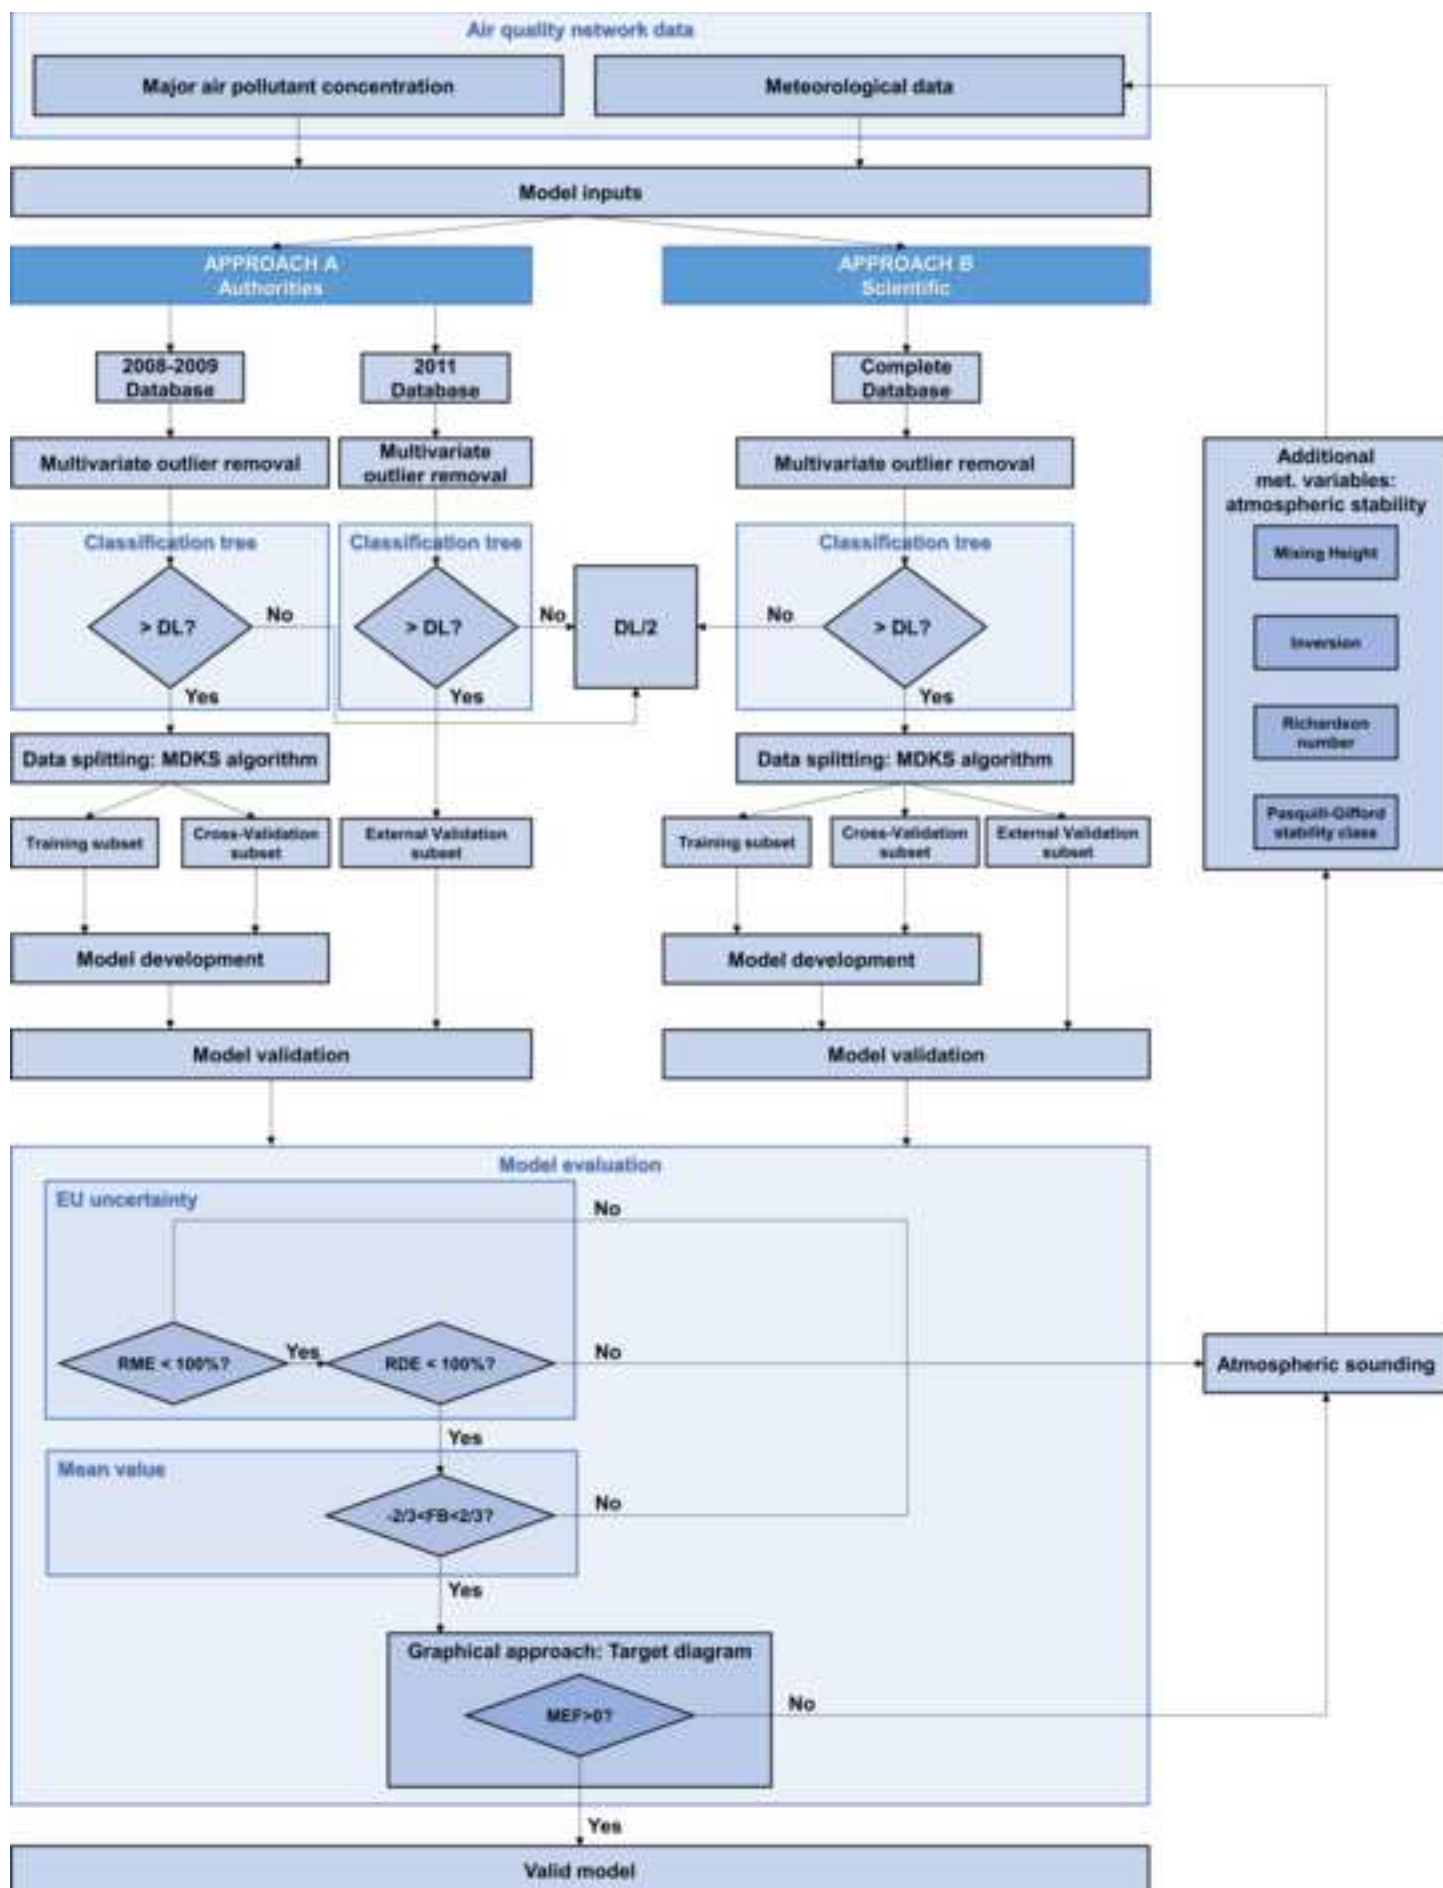 Air quality network data
Major air pollutant concentration
Meteorological data
Model inputs
APPROACH A
Authorities
APPROACH B
Scientific
2008-2009
Database
2011
Database
Complete
Database
Multivariate outlier removal
Multivariate
outlier removal
Multivariate outlier removal
Additional
met. variables:
atmospheric stability
Mixing Height
Inversion
Richardson
number
Pasquill-Gifford
stability class
Classification tree
Classification tree
Classification tree
> DL?
No
> DL?
No
DL/2
No
> DL?
Yes
Yes
Yes
Data splitting: MDKS algorithm
Data splitting: MDKS algorithm
Training subset
Cross-Validation
subset
External Validation
subset
Training subset
Cross-Validation
subset
External Validation
subset
Model development
Model development
Model validation
Model validation
Model evaluation
EU uncertainty
No
RME < 100%?
Yes
RDE < 100%?
No
Atmospheric sounding
Yes
Mean value
-2/3<FB<2/3?
No
Yes
Graphical approach: Target diagram
MEF>0?
No
Yes
Valid model